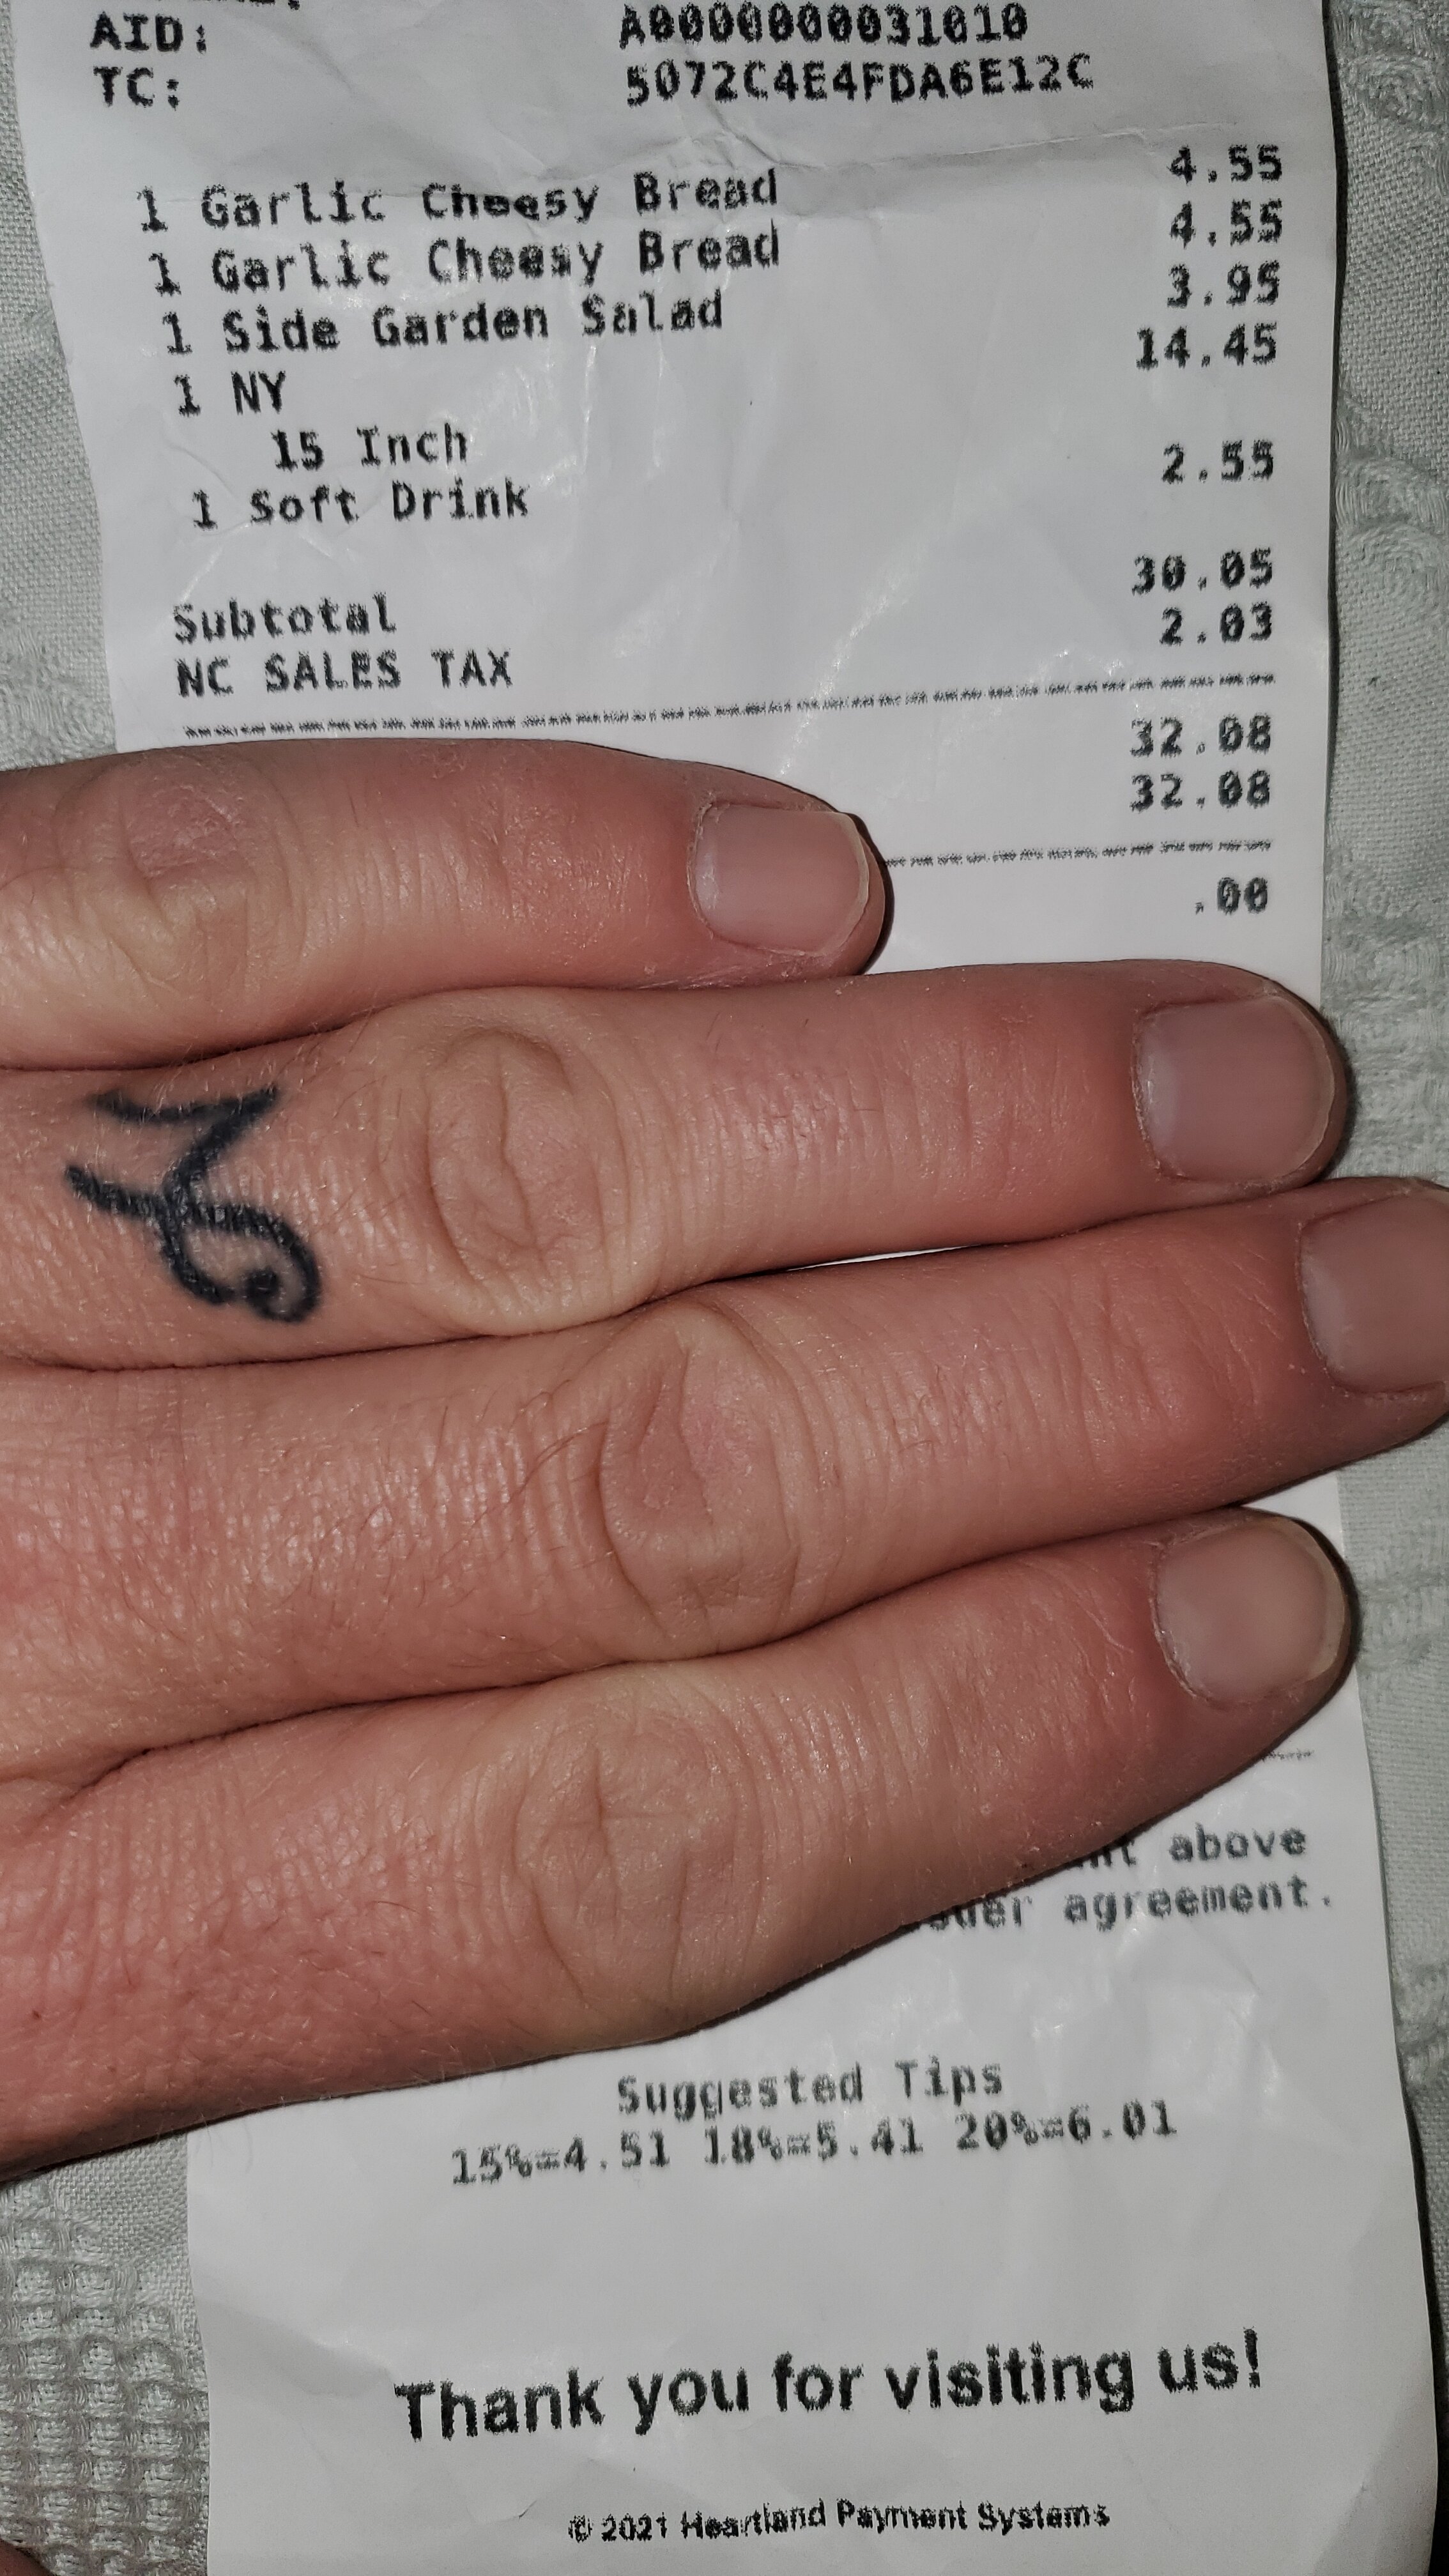 AID: A0000000031010
TC: 5072C4E4FDA6E12C
1 Garlic Cheesy Bread 4.55
1 Garlic Cheesy Bread 4.55
1 Side Garden Salad 3.95
1 NY 14.45
15 Inch
1 Soft Drink 2.55
Subtotal 30.05
NC SALES TAX 2.03
32.08
32.08
.00
above
agreement.
Suggested Tips
15%=4.51 18%=5.41 20%=6.01
Thank you for visiting us!
© 2021 Heartland Payment Systems